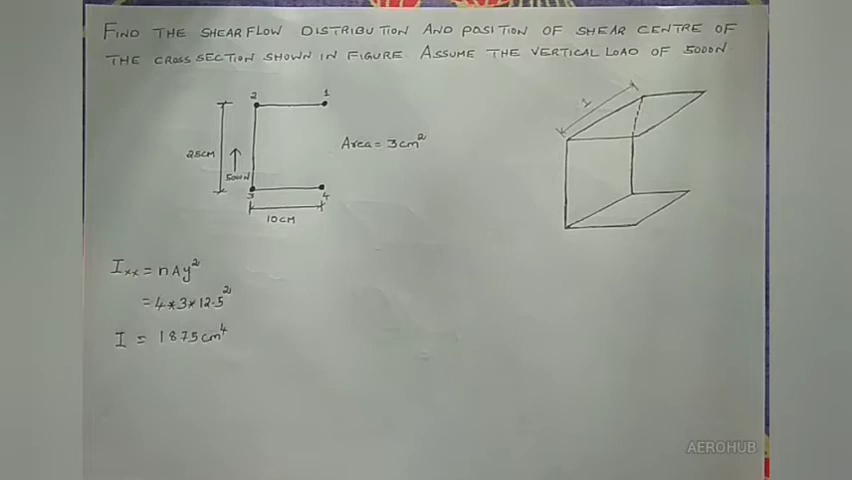 FIND THE SHEAR FLOW DISTRIBUTION AND POSITION OF SHEAR CENTRE OF
THE CROSS SECTION SHOWN IN FIGURE. ASSUME THE VERTICAL LOAD OF 5000N
2
1
1
25CM
5000N
Area = 3cm²
3
4
10CM
Ixx = nAy²
= 4*3*12.5²
I = 1875cm⁴
AEROHUB